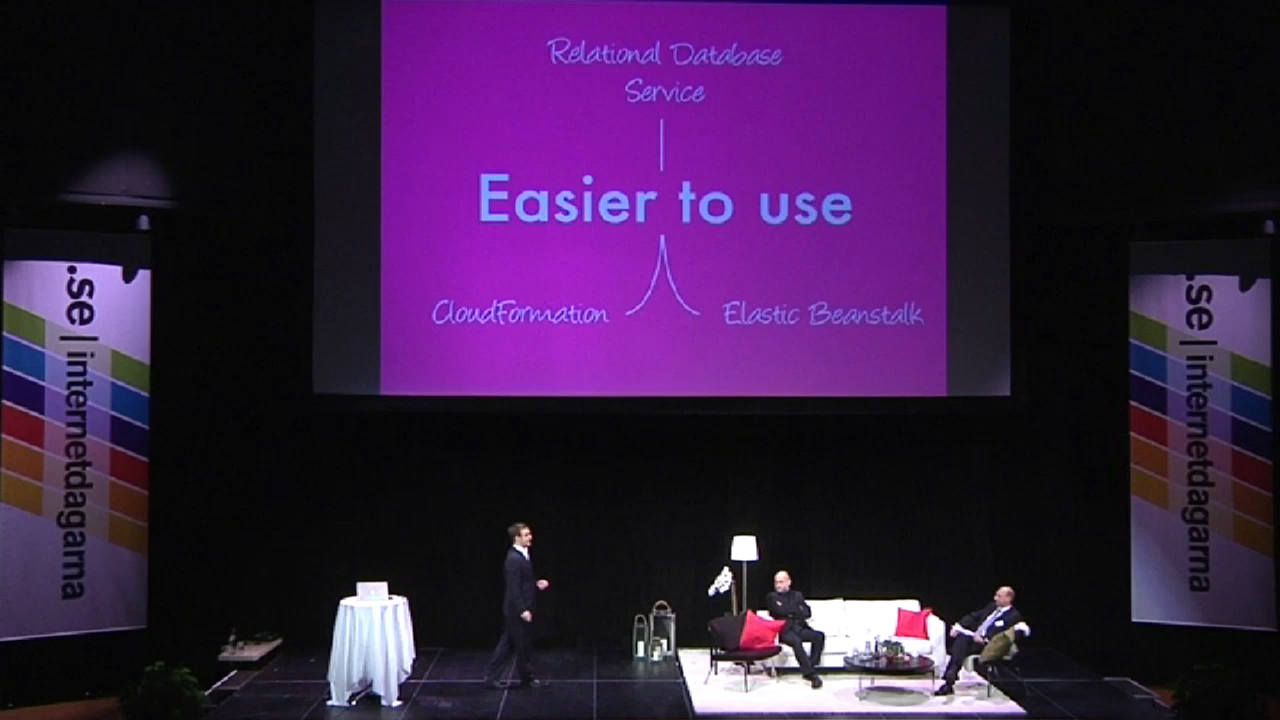 Relational Database
Service
Easier to use
CloudFormation
Elastic Beanstalk
.se | internetdagarna
.se | internetdagarna